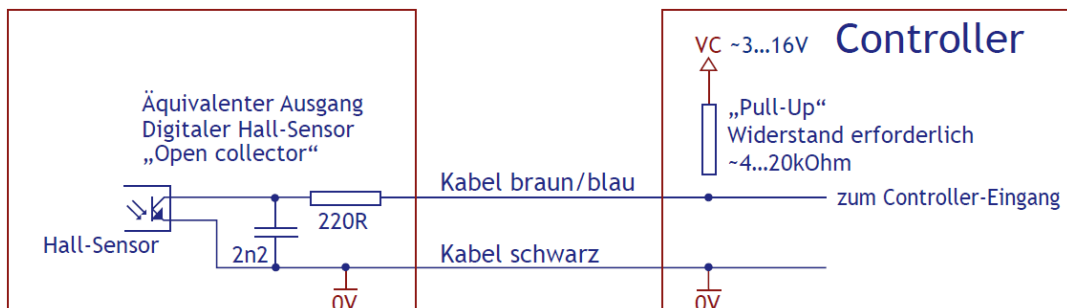 Controller
VC ~3...16V
Äquivalenter Ausgang
Digitaler Hall-Sensor
„Open collector“
„Pull-Up“
Widerstand erforderlich
~4...20kOhm
Kabel braun/blau
zum Controller-Eingang
220R
Hall-Sensor
2n2
Kabel schwarz
0V
0V